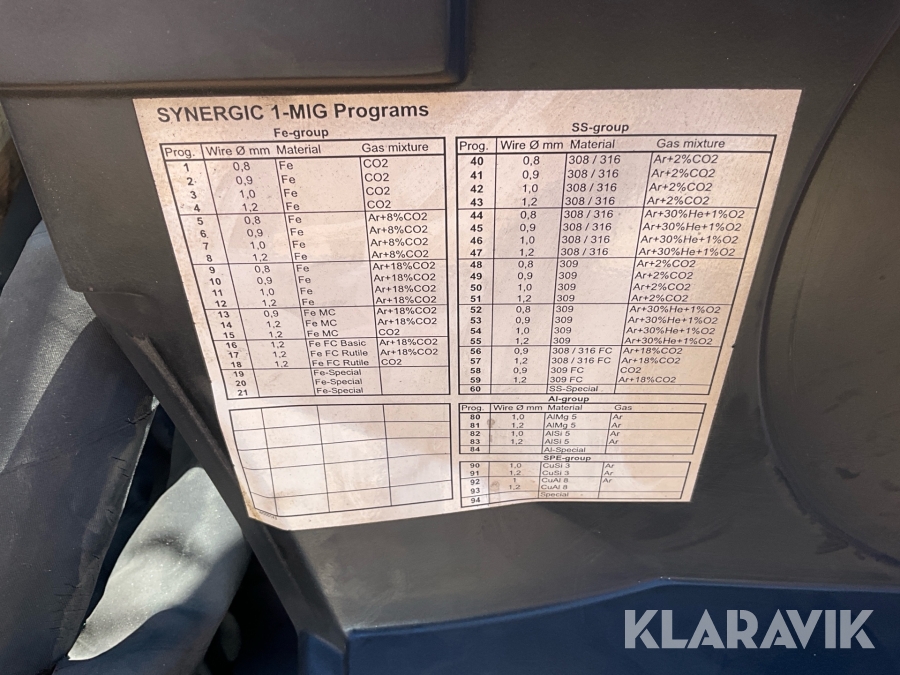 SYNERGIC 1-MIG Programs
Fe-group
Prog. Wire Ø mm Material Gas mixture
1 0,8 Fe CO2
2 0,9 Fe CO2
3 1,0 Fe CO2
4 1,2 Fe CO2
5 0,8 Fe Ar+8%CO2
6 0,9 Fe Ar+8%CO2
7 1,0 Fe Ar+8%CO2
8 1,2 Fe Ar+8%CO2
9 0,8 Fe Ar+18%CO2
10 0,9 Fe Ar+18%CO2
11 1,0 Fe Ar+18%CO2
12 1,2 Fe Ar+18%CO2
13 0,9 Fe MC Ar+18%CO2
14 1,2 Fe MC Ar+18%CO2
15 1,2 Fe MC CO2
16 1,2 Fe FC Basic Ar+18%CO2
17 1,2 Fe FC Rutile Ar+18%CO2
18 1,2 Fe FC Rutile CO2
19 Fe-Special
20 Fe-Special
21 Fe-Special
SS-group
Prog. Wire Ø mm Material Gas mixture
40 0,8 308 / 316 Ar+2%CO2
41 0,9 308 / 316 Ar+2%CO2
42 1,0 308 / 316 Ar+2%CO2
43 1,2 308 / 316 Ar+2%CO2
44 0,8 308 / 316 Ar+30%He+1%O2
45 0,9 308 / 316 Ar+30%He+1%O2
46 1,0 308 / 316 Ar+30%He+1%O2
47 1,2 308 / 316 Ar+30%He+1%O2
48 0,8 309 Ar+2%CO2
49 0,9 309 Ar+2%CO2
50 1,0 309 Ar+2%CO2
51 1,2 309 Ar+2%CO2
52 0,8 309 Ar+30%He+1%O2
53 0,9 309 Ar+30%He+1%O2
54 1,0 309 Ar+30%He+1%O2
55 1,2 309 Ar+30%He+1%O2
56 0,9 308 / 316 FC Ar+18%CO2
57 1,2 308 / 316 FC Ar+18%CO2
58 0,9 309 FC CO2
59 1,2 309 FC Ar+18%CO2
60 SS-Special
Al-group
Prog. Wire Ø mm Material Gas
80 1,0 AlMg 5 Ar
81 1,2 AlMg 5 Ar
82 1,0 AlSi 5 Ar
83 1,2 AlSi 5 Ar
84 Al-Special
SPE-group
90 1,0 CuSi 3 Ar
91 1,2 CuSi 3
92 1 CuAl 8 Ar
93 1,2 CuAl 8
94 Special
KLARAVIK